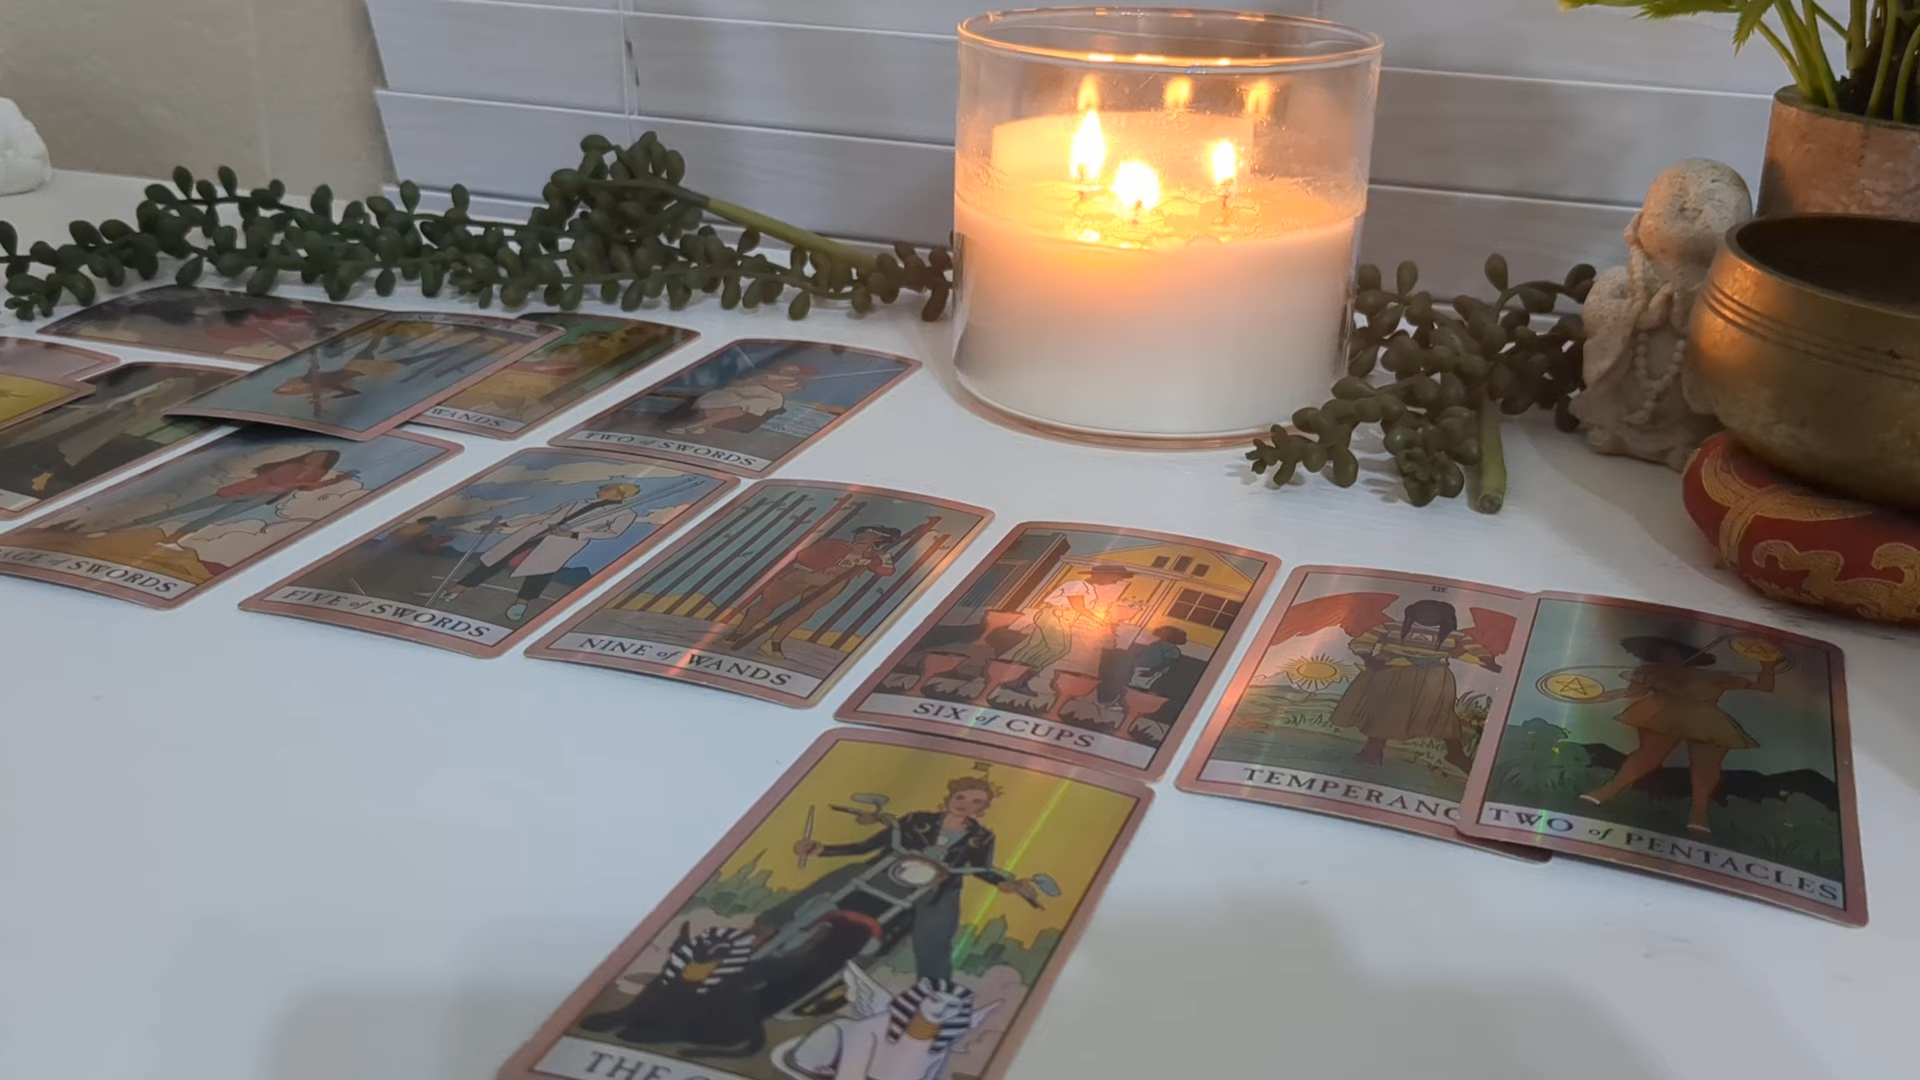 WANDS
TWO of SWORDS
AGE of SWORDS
FIVE of SWORDS
NINE of WANDS
SIX of CUPS
TEMPERANC
TWO of PENTACLES
THE